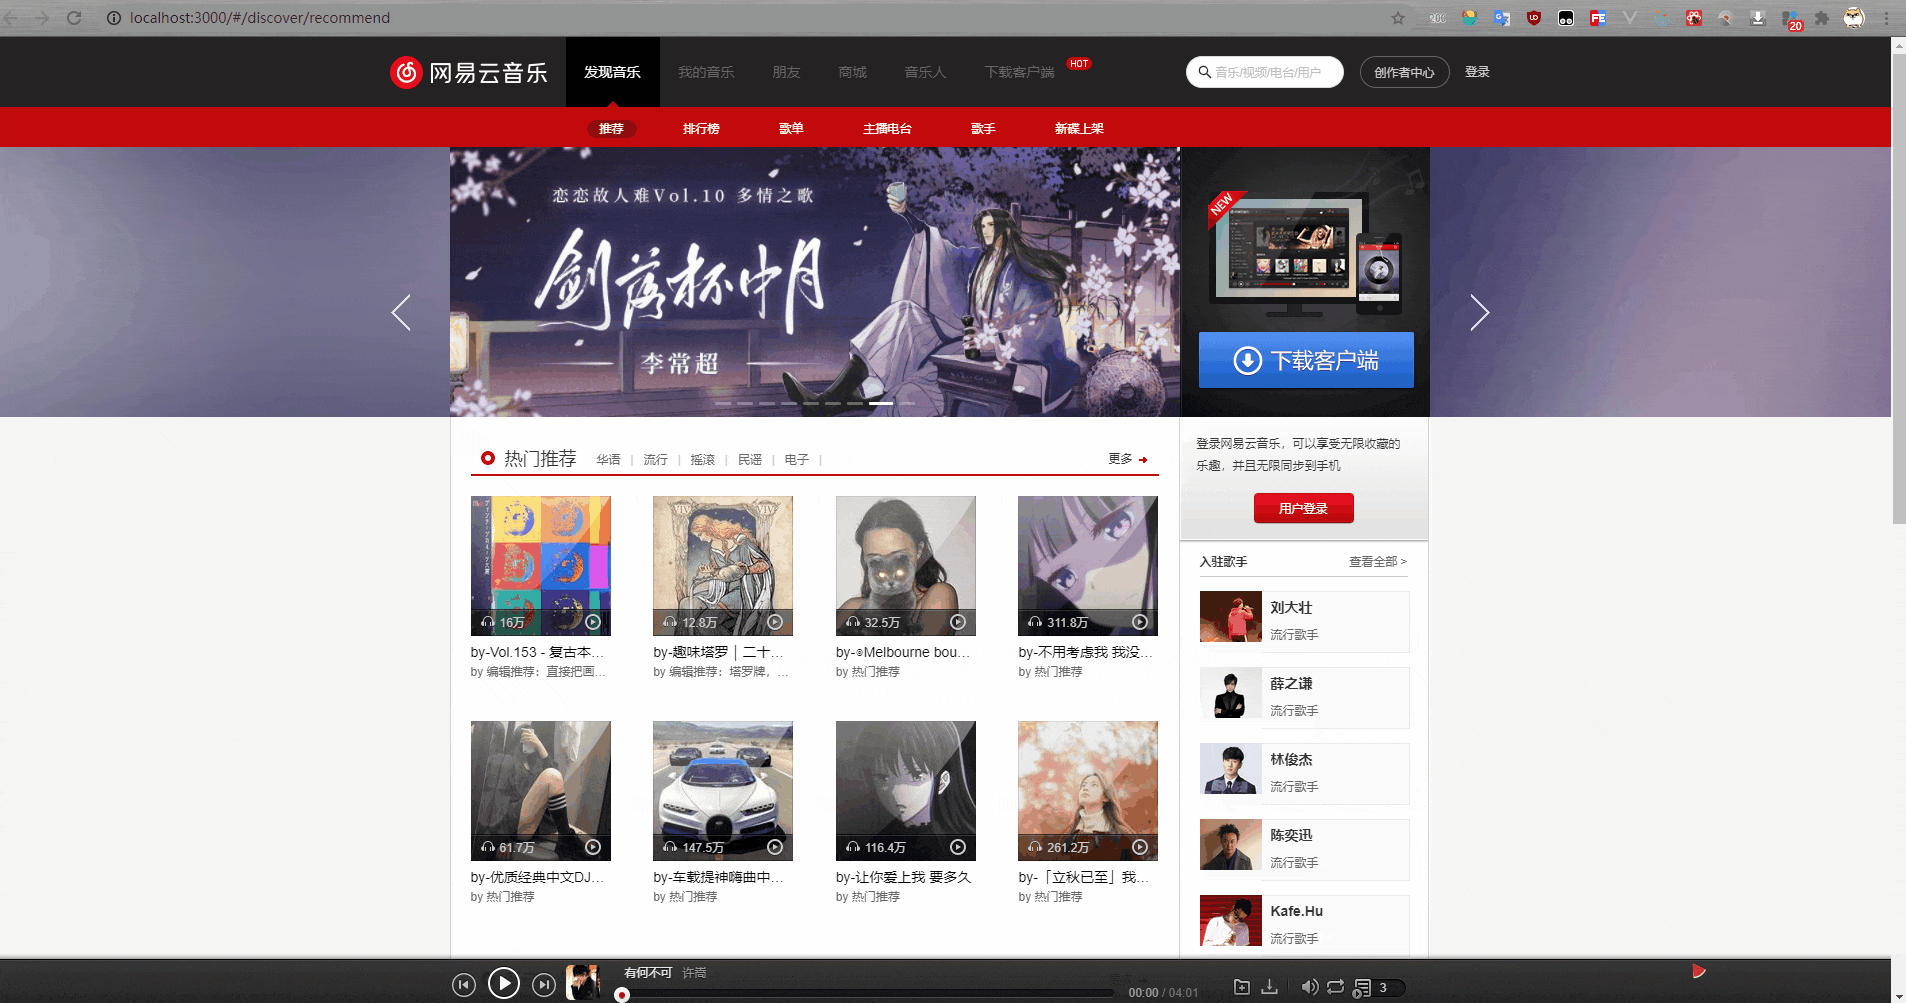 localhost:3000/#/discover/recommend
20
网易云音乐
发现音乐 我的音乐 朋友 商城 音乐人 下载客户端 HOT
音乐/视频/电台/用户
创作者中心
登录
推荐 排行榜 歌单 主播电台 歌手 新碟上架
恋恋故人难Vol.10 多情之歌
剑落杯中月
李常超
NEW
下载客户端
登录网易云音乐，可以享受无限收藏的
乐趣，并且无限同步到手机
用户登录
热门推荐 华语 | 流行 | 摇滚 | 民谣 | 电子 |
更多
16万 12.8万 32.5万 311.8万
by-Vol.153 - 复古本... by-趣味塔罗｜二十... by-⊚Melbourne bou... by-不用考虑我 我没...
by 编辑推荐：直接把画... by 编辑推荐：塔罗牌，... by 热门推荐 by 热门推荐
61.7万 147.5万 116.4万 261.2万
by-优质经典中文DJ... by-车载提神嗨曲中... by-让你爱上我 要多久 by-「立秋已至」我...
by 热门推荐 by 热门推荐 by 热门推荐 by 热门推荐
入驻歌手 查看全部 >
刘大壮
流行歌手
薛之谦
流行歌手
林俊杰
流行歌手
陈奕迅
流行歌手
Kafe.Hu
流行歌手
有何不可 许嵩
00:00 / 04:01
3